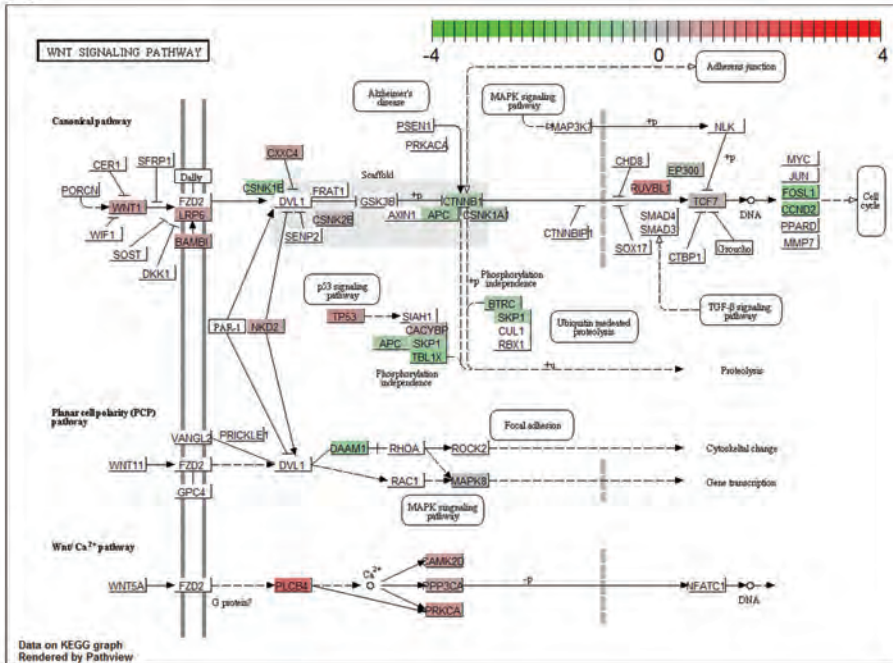 -4 0 4
WNT SIGNALING PATHWAY
Adherens junction
Alzheimer's
disease
MAPK signaling
pathway
Canonical pathway
PSEN1
PRKACA
MAP3K7
+p
NLK
CER1
SFRP1
CXXC4
Scaffold
CHD8
EP300
+p
MYC
PORCN
Dally
CSNK1E
FRAT1
RUVBL1
JUN
WNT1
FZD2
DVL1
GSK3B
+p
CTNNB1
TCF7
DNA
FOSL1
Cell
cycle
LRP6
AXIN1
APC
CSNK1A1
SMAD4
CCND2
WIF1
BAMBI
CSNK2B
SENP2
CTNNBIP1
SMAD3
PPARD
SOST
SOX17
CTBP1
Groucho
MMP7
DKK1
p53 signaling
pathway
+p
Phosphorylation
independence
TGF-β signaling
pathway
TP53
SIAH1
BTRC
SKP1
Ubiquitin mediated
proteolysis
PAR-1
NKD2
CACYBP
CUL1
APC
SKP1
RBX1
TBL1X
Phosphorylation
independence
+u
Proteolysis
Planar cell polarity (PCP)
pathway
Focal adhesion
VANGL2
PRICKLE1
DAAM1
RHOA
ROCK2
Cytoskeltal change
WNT11
FZD2
DVL1
RAC1
MAPK8
Gene transcription
GPC4
MAPK singnaling
pathway
Wnt/Ca2+ pathway
Ca2+
CAMK2D
WNT5A
FZD2
PLCB4
PPP3CA
-p
NFATC1
G protein?
PRKCA
DNA
Data on KEGG graph
Rendered by Pathview